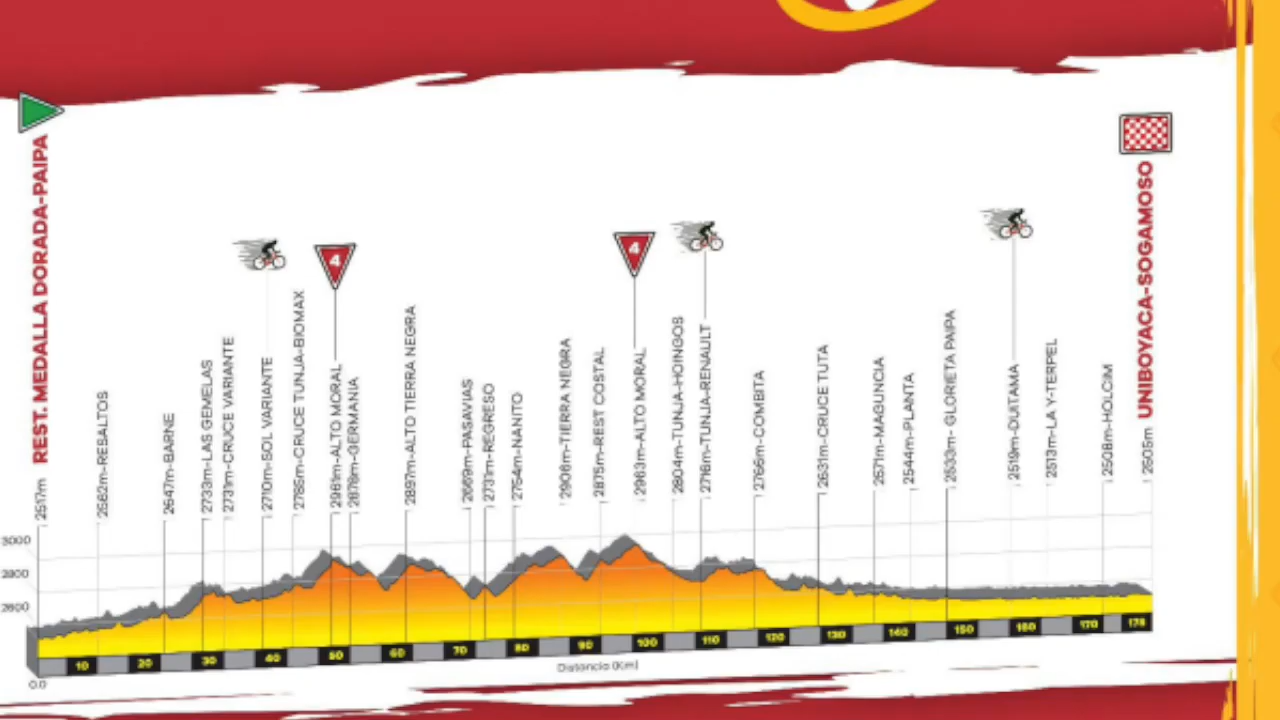 REST. MEDALLA DORADA-PAIPA
2517m
2562m-RESALTOS
2647m-BARNE
2733m-LAS GEMELAS
2731m-CRUCE VARIANTE
2710m-SOL VARIANTE
2785m-CRUCE TUNJA-BIOMAX
4
2961m-ALTO MORAL
2878m-GERMANIA
2897m-ALTO TIERRA NEGRA
2669m-PASAVIAS
2731m-REGRESO
2754m-NANITO
2906m-TIERRA NEGRA
2875m-REST COSTAL
4
2963m-ALTO MORAL
2804m-TUNJA-HOINGOS
2716m-TUNJA-RENAULT
2766m-COMBITA
2631m-CRUCE TUTA
2571m-MAGUNCIA
2544m-PLANTA
2533m- GLORIETA PAIPA
2519m-DUITAMA
2513m-LA Y-TERPEL
2508m-HOLCIM
UNIBOYACA-SOGAMOSO
2505m
3000
2800
2600
10 20 30 40 50 60 70 80 90 100 110 120 130 140 150 160 170 178
0.0
Distancia (Km)